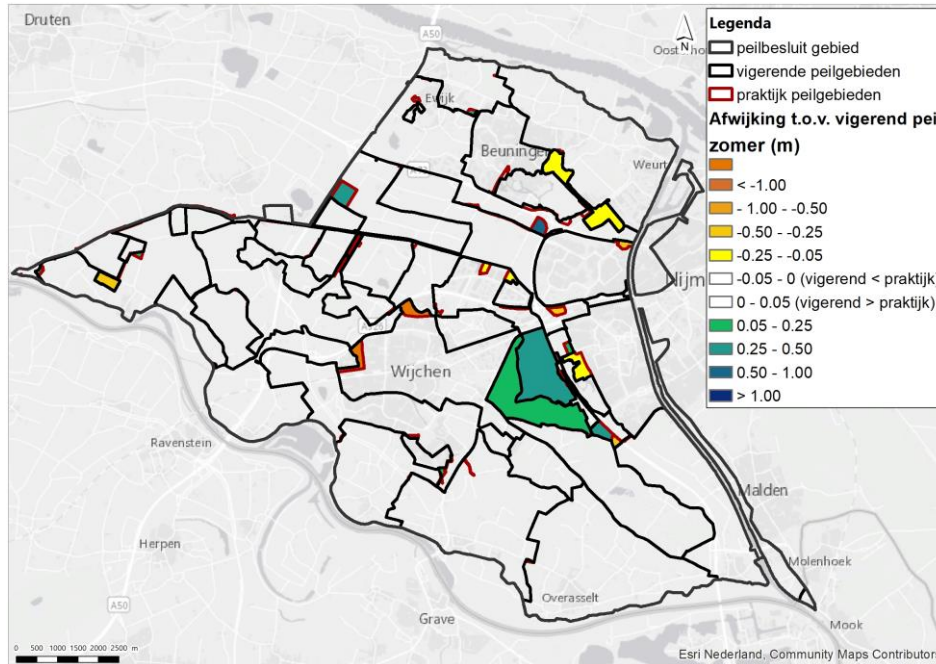 Druten
A50
Legenda
peilbesluit gebied
vigerende peilgebieden
praktijk peilgebieden
Afwijking t.o.v. vigerend pei
zomer (m)
< -1.00
- 1.00 - -0.50
-0.50 - -0.25
-0.25 - -0.05
-0.05 - 0 (vigerend < praktijk)
0 - 0.05 (vigerend > praktijk)
0.05 - 0.25
0.25 - 0.50
0.50 - 1.00
> 1.00
N
Ewijk
Beuningen
Weurt
Nijm
Wijchen
Ravenstein
Malden
Herpen
Molenhoek
A50
Overasselt
Grave
Mook
0 500 1000 1500 2000 2500 m
Esri Nederland, Community Maps Contributors